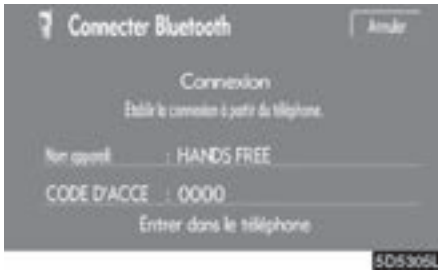 Connecter Bluetooth
Annuler
Connexion
Etablir la connexion à partir du téléphone.
Nom appareil : HANDS FREE
CODE D'ACCE : 0000
Entrer dans le téléphone
5D5305L